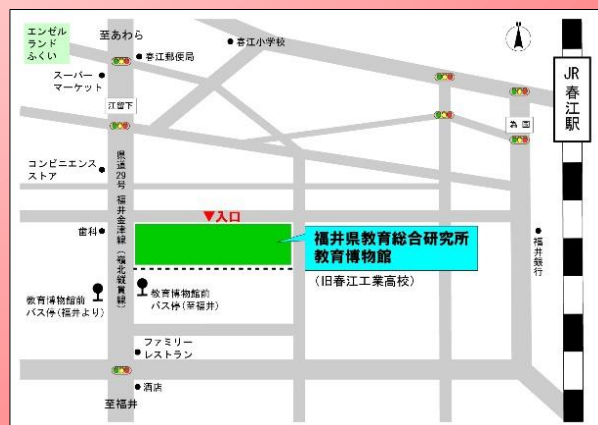 エンゼル
ランド
ふくい
至あわら
春江郵便局
春江小学校
スーパー
マーケット
江留下
JR
春江駅
為国
コンビニエンス
ストア
県道29号 福井金津線（嶺北縦貫線）
▼入口
歯科
福井県教育総合研究所
教育博物館
（旧春江工業高校）
福井銀行
教育博物館前
バス停（福井より）
教育博物館前
バス停（至福井）
ファミリー
レストラン
酒店
至福井